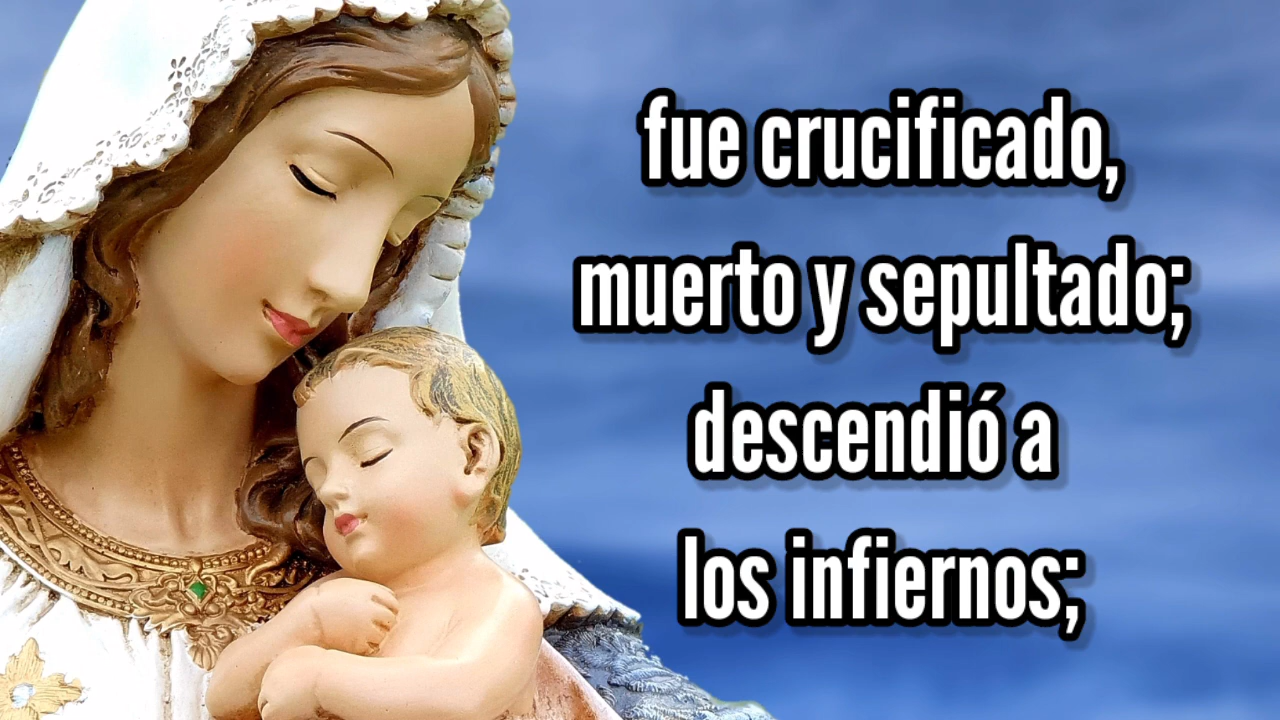 fue crucificado,
muerto y sepultado;
descendió a
los infiernos;